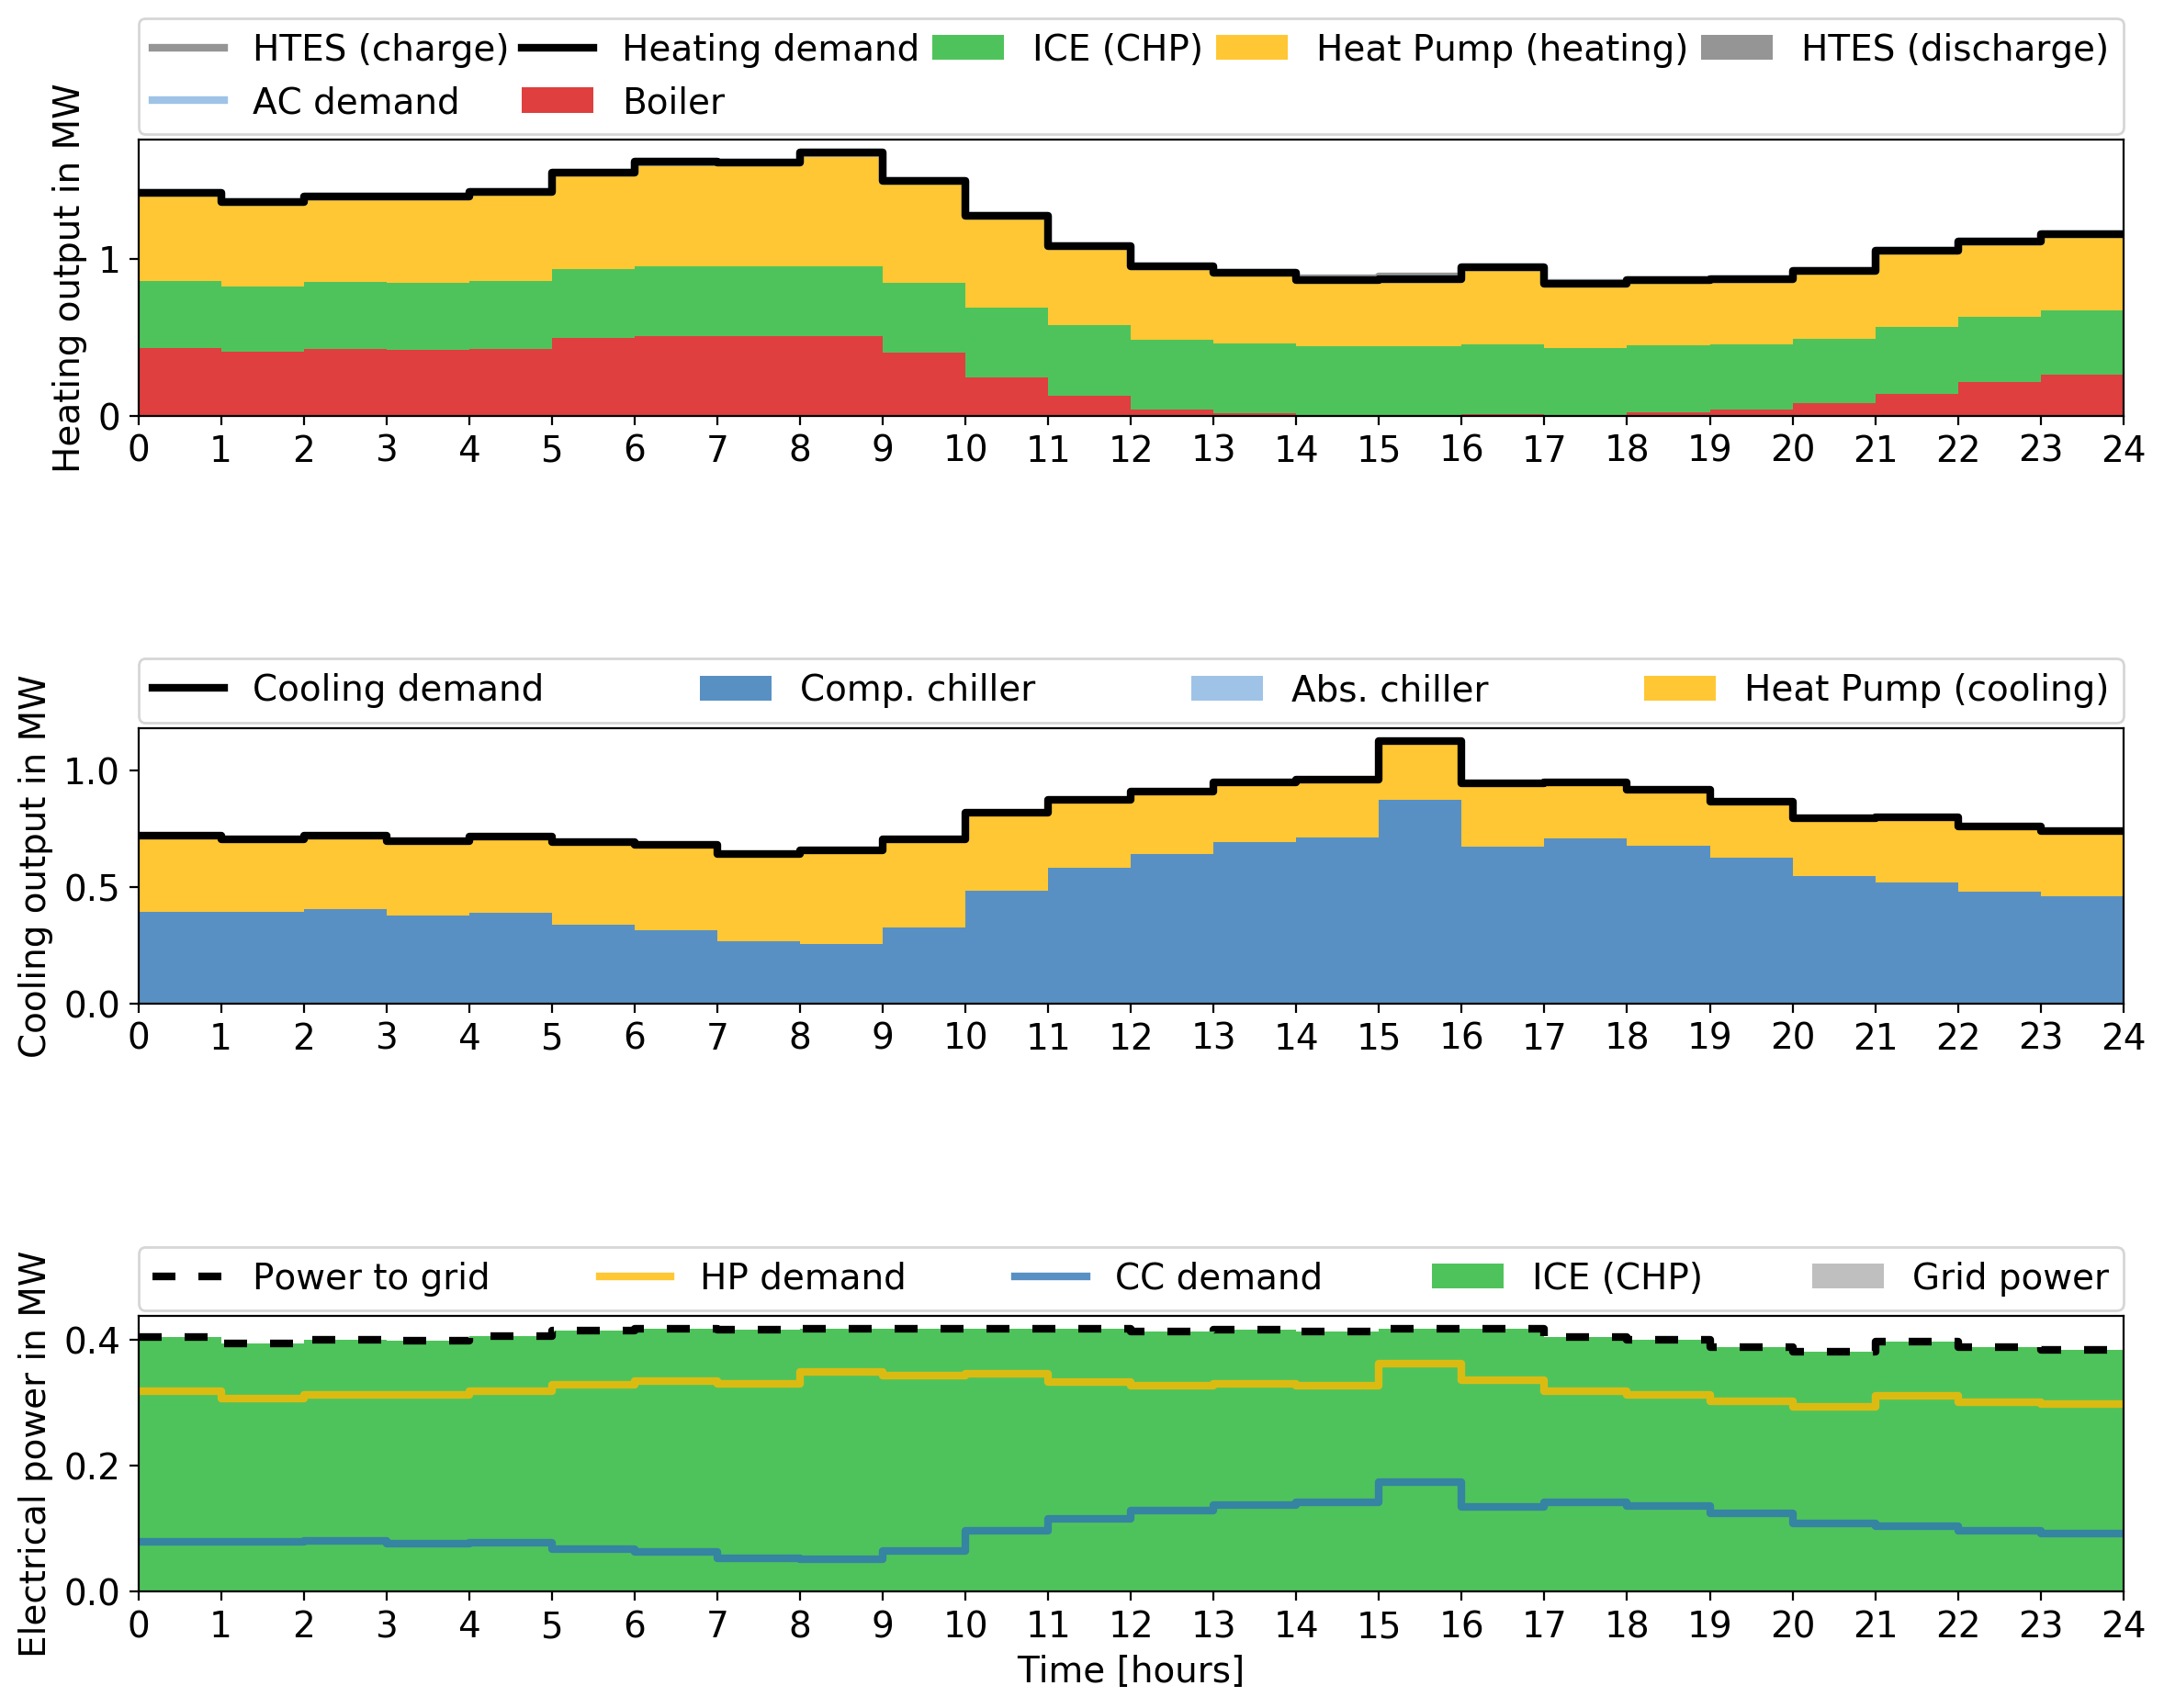 HTES (charge) Heating demand ICE (CHP) Heat Pump (heating) HTES (discharge)
AC demand Boiler
Heating output in MW
1
0
0 1 2 3 4 5 6 7 8 9 10 11 12 13 14 15 16 17 18 19 20 21 22 23 24
Cooling demand Comp. chiller Abs. chiller Heat Pump (cooling)
Cooling output in MW
1.0
0.5
0.0
0 1 2 3 4 5 6 7 8 9 10 11 12 13 14 15 16 17 18 19 20 21 22 23 24
Power to grid HP demand CC demand ICE (CHP) Grid power
Electrical power in MW
0.4
0.2
0.0
0 1 2 3 4 5 6 7 8 9 10 11 12 13 14 15 16 17 18 19 20 21 22 23 24
Time [hours]